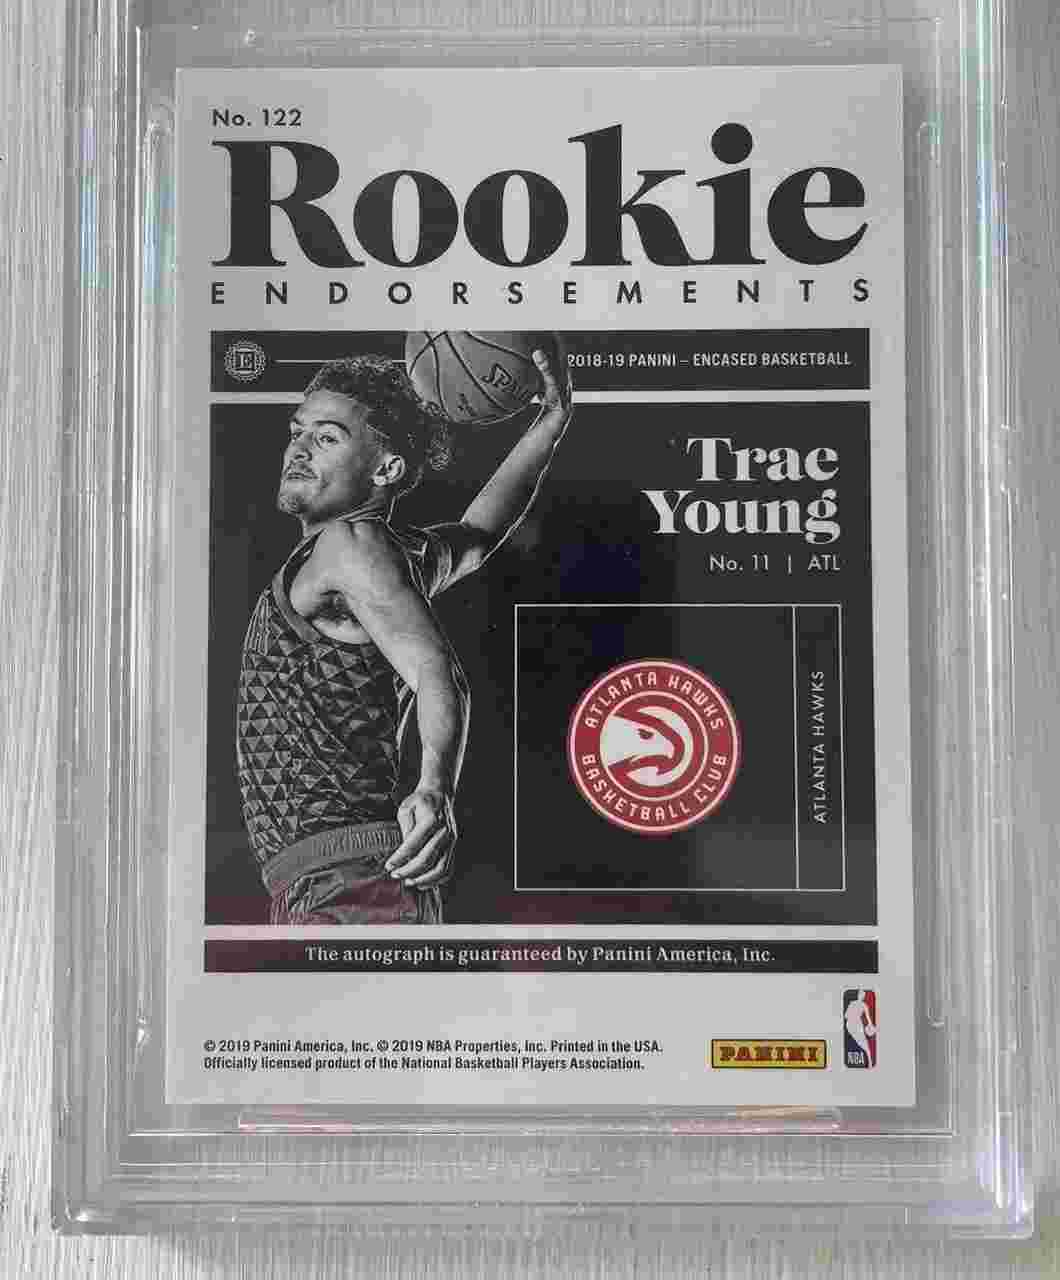 No. 122
Rookie
ENDORSEMENTS
E
2018-19 PANINI – ENCASED BASKETBALL
Trae
Young
No. 11 | ATL
ATLANTA HAWKS
BASKETBALL CLUB
ATLANTA HAWKS
The autograph is guaranteed by Panini America, Inc.
© 2019 Panini America, Inc. © 2019 NBA Properties, Inc. Printed in the USA.
Officially licensed product of the National Basketball Players Association.
PANINI
NBA